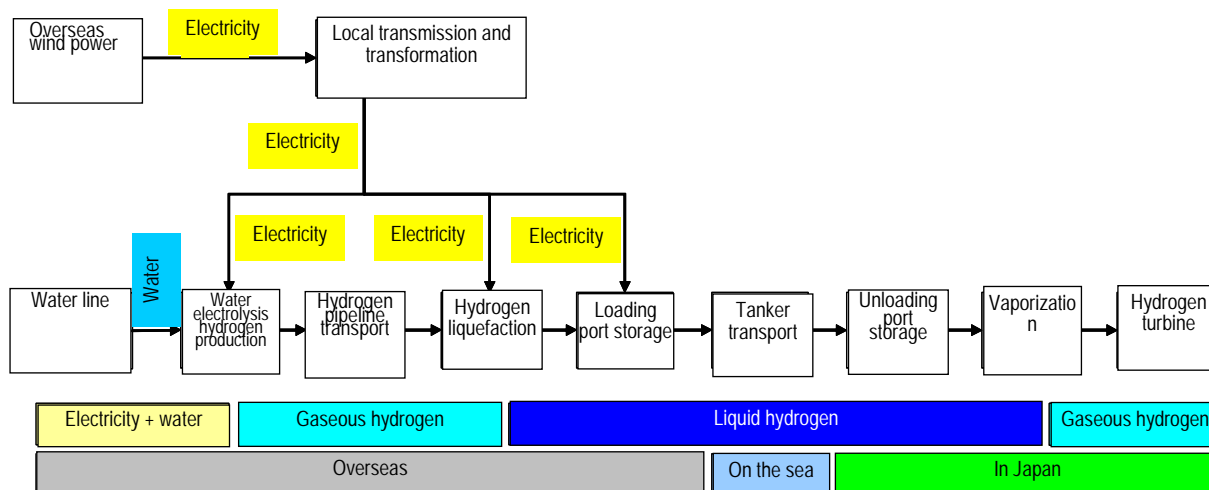 Overseas
wind power
Electricity
Local transmission and
transformation
Electricity
Electricity
Electricity
Electricity
Water
Water line
Water
electrolysis
hydrogen
production
Hydrogen
pipeline
transport
Hydrogen
liquefaction
Loading
port storage
Tanker
transport
Unloading
port
storage
Vaporizatio
n
Hydrogen
turbine
Electricity + water
Gaseous hydrogen
Liquid hydrogen
Gaseous hydrogen
Overseas
On the sea
In Japan